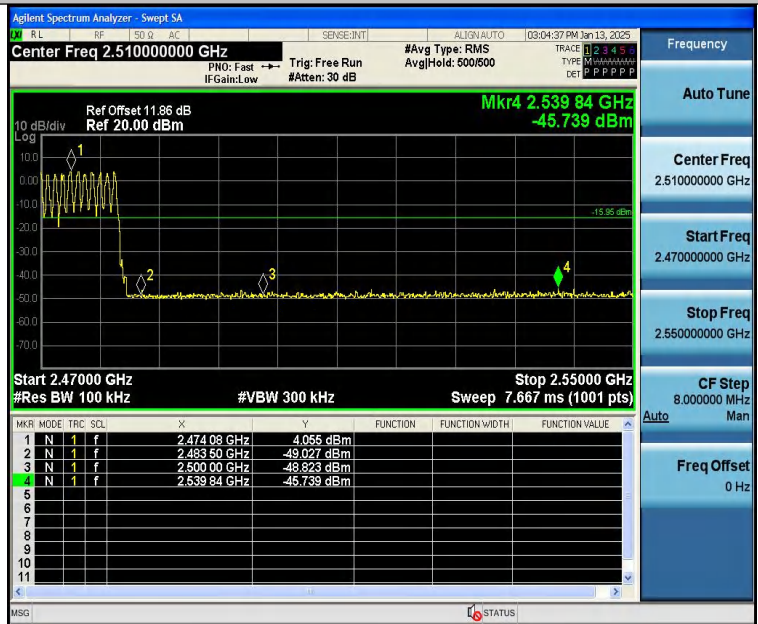 Agilent Spectrum Analyzer - Swept SA
LXI RL RF 50 Ω AC SENSE:INT ALIGN AUTO 03:04:37 PM Jan 13, 2025
Center Freq 2.510000000 GHz
PNO: Fast
IFGain:Low
Trig: Free Run
#Atten: 30 dB
#Avg Type: RMS
Avg|Hold: 500/500
TRACE 1 2 3 4 5 6
TYPE M
DET P P P P P P
Ref Offset 11.86 dB
10 dB/div Ref 20.00 dBm
Log
Mkr4 2.539 84 GHz
-45.739 dBm
10.0
0.00
-10.0
-20.0
-30.0
-40.0
-50.0
-60.0
-70.0
1
2
3
4
-15.95 dBm
Start 2.47000 GHz Stop 2.55000 GHz
#Res BW 100 kHz #VBW 300 kHz Sweep 7.667 ms (1001 pts)
MKR MODE TRC SCL X Y FUNCTION FUNCTION WIDTH FUNCTION VALUE
1 N 1 f 2.474 08 GHz 4.055 dBm
2 N 1 f 2.483 50 GHz -49.027 dBm
3 N 1 f 2.500 00 GHz -48.823 dBm
4 N 1 f 2.539 84 GHz -45.739 dBm
5
6
7
8
9
10
11
MSG STATUS
Frequency
Auto Tune
Center Freq
2.510000000 GHz
Start Freq
2.470000000 GHz
Stop Freq
2.550000000 GHz
CF Step
8.000000 MHz
Auto Man
Freq Offset
0 Hz